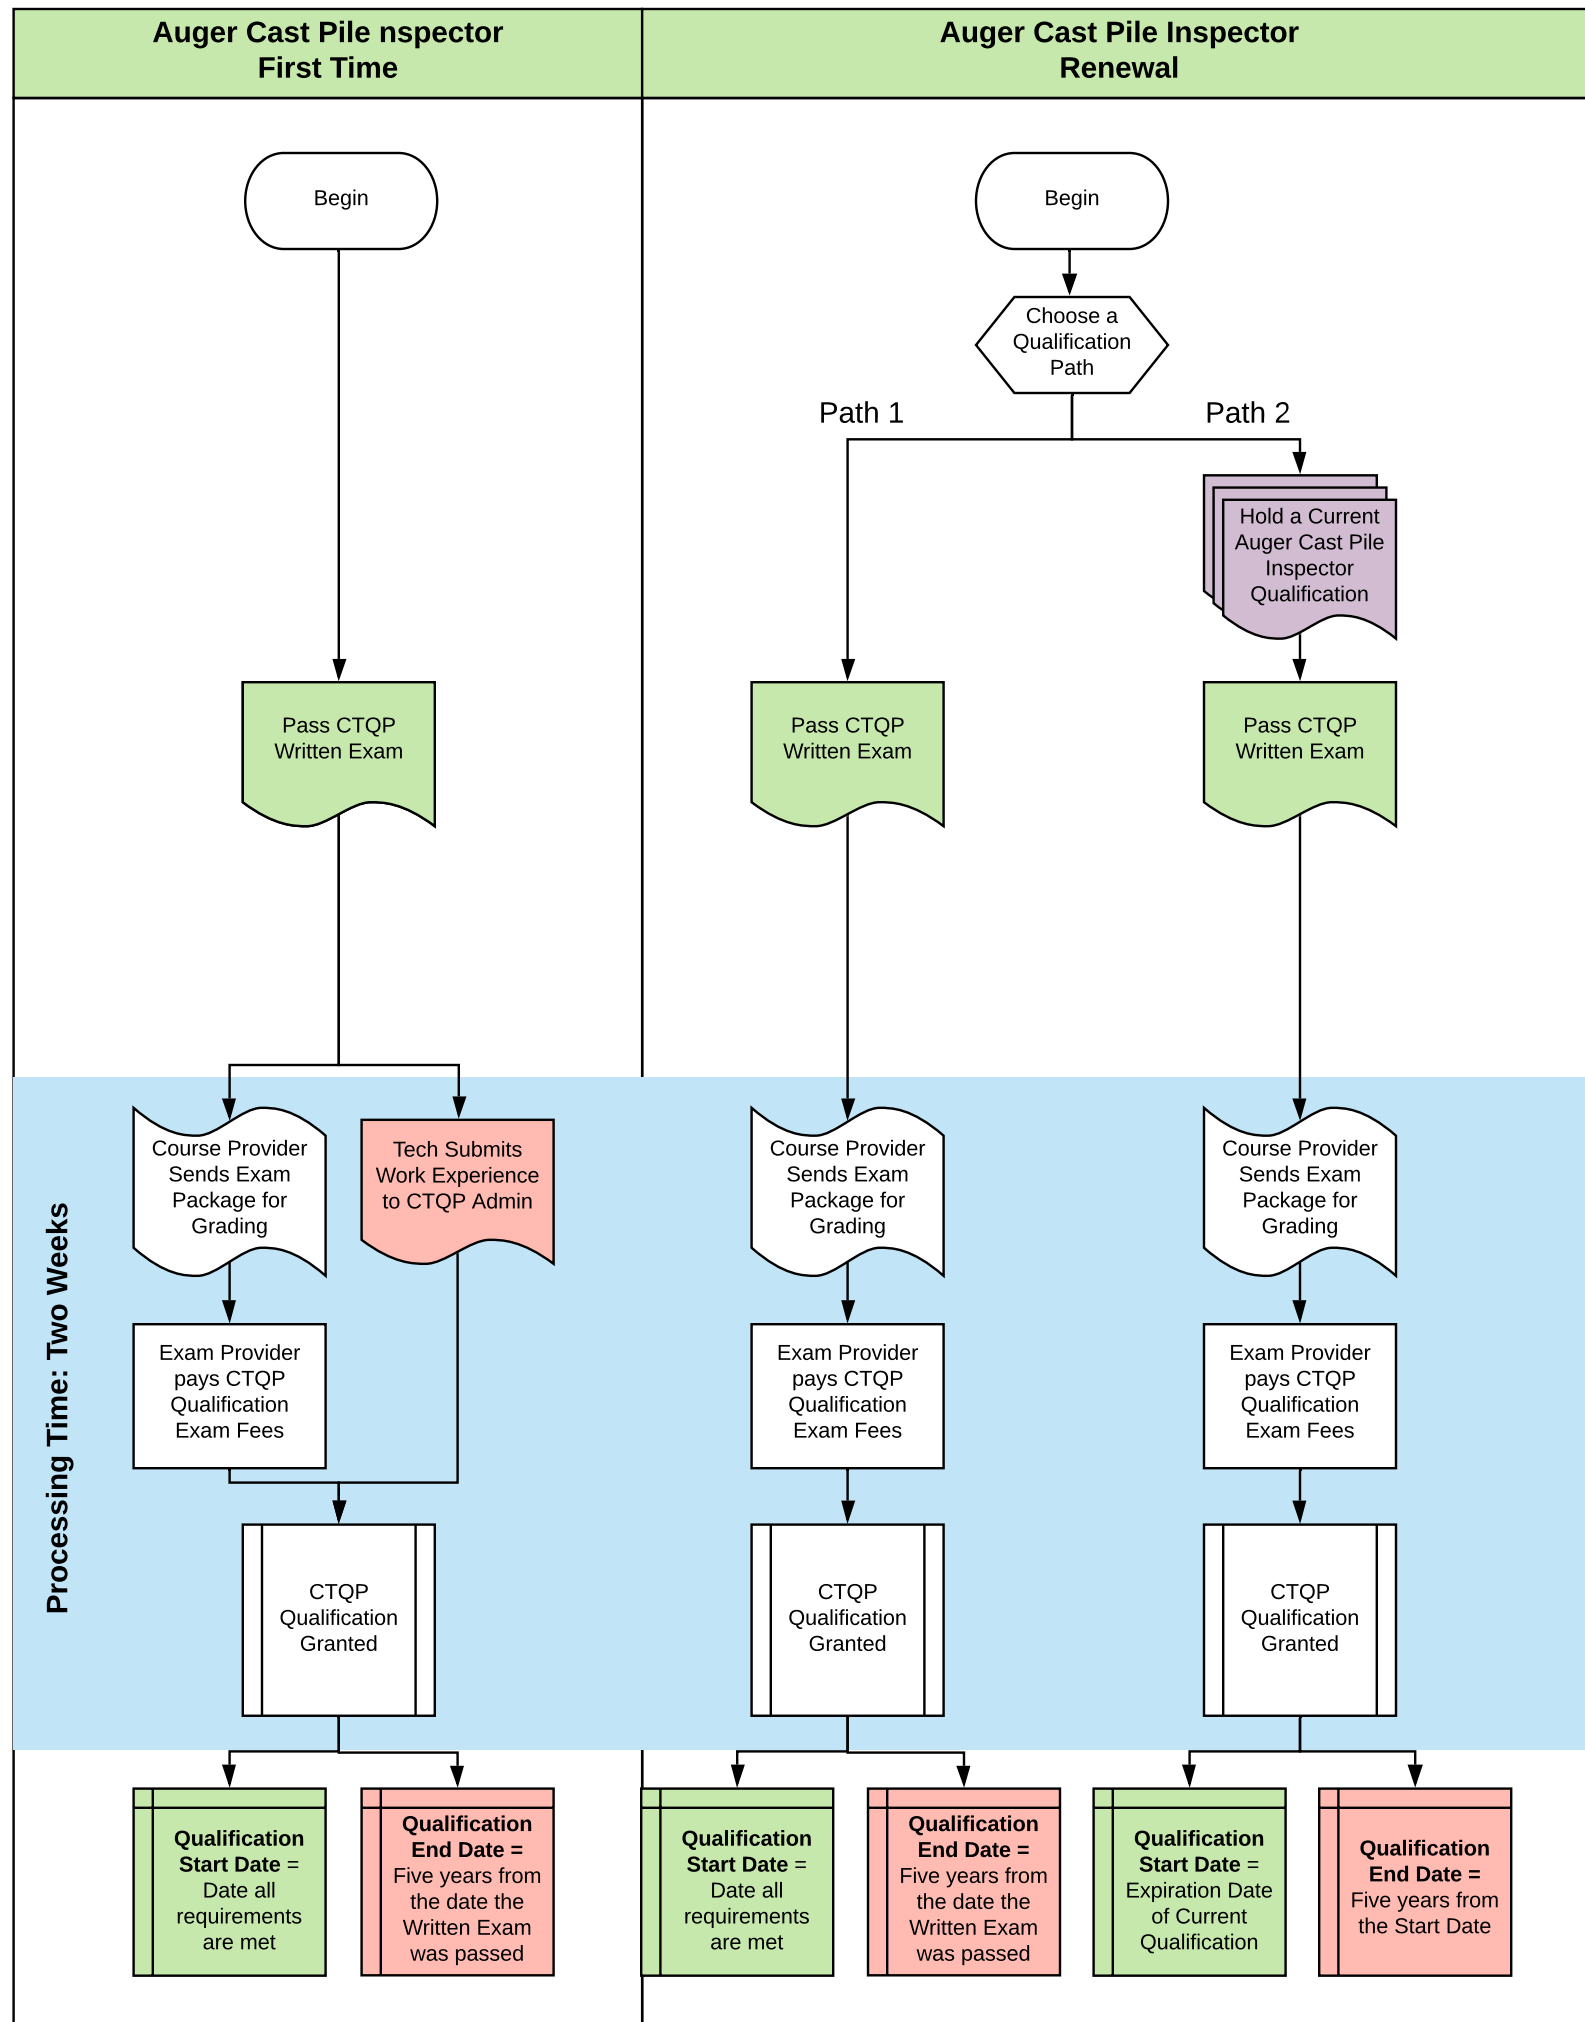 Auger Cast Pile nspector
First Time
Auger Cast Pile Inspector
Renewal
Begin
Begin
Choose a
Qualification
Path
Path 1
Path 2
Hold a Current
Auger Cast Pile
Inspector
Qualification
Pass CTQP
Written Exam
Pass CTQP
Written Exam
Pass CTQP
Written Exam
Processing Time: Two Weeks
Course Provider
Sends Exam
Package for
Grading
Tech Submits
Work Experience
to CTQP Admin
Course Provider
Sends Exam
Package for
Grading
Course Provider
Sends Exam
Package for
Grading
Exam Provider
pays CTQP
Qualification
Exam Fees
Exam Provider
pays CTQP
Qualification
Exam Fees
Exam Provider
pays CTQP
Qualification
Exam Fees
CTQP
Qualification
Granted
CTQP
Qualification
Granted
CTQP
Qualification
Granted
Qualification
Start Date =
Date all
requirements
are met
Qualification
End Date =
Five years from
the date the
Written Exam
was passed
Qualification
Start Date =
Date all
requirements
are met
Qualification
End Date =
Five years from
the date the
Written Exam
was passed
Qualification
Start Date =
Expiration Date
of Current
Qualification
Qualification
End Date =
Five years from
the Start Date